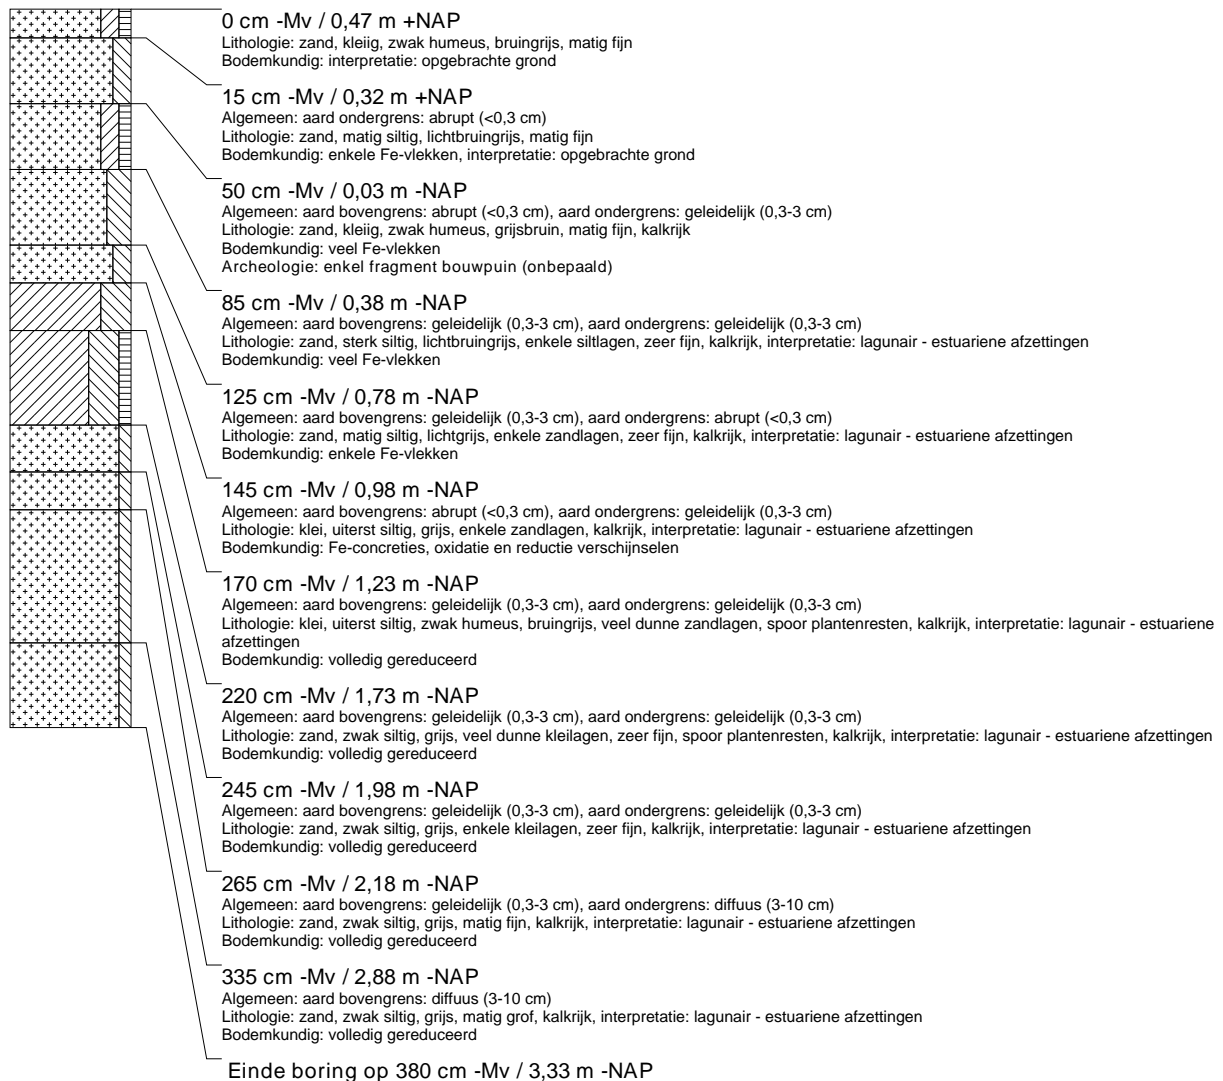 0 cm -Mv / 0,47 m +NAP
Lithologie: zand, kleiig, zwak humeus, bruingrijs, matig fijn
Bodemkundig: interpretatie: opgebrachte grond
15 cm -Mv / 0,32 m +NAP
Algemeen: aard ondergrens: abrupt (<0,3 cm)
Lithologie: zand, matig siltig, lichtbruingrijs, matig fijn
Bodemkundig: enkele Fe-vlekken, interpretatie: opgebrachte grond
50 cm -Mv / 0,03 m -NAP
Algemeen: aard bovengrens: abrupt (<0,3 cm), aard ondergrens: geleidelijk (0,3-3 cm)
Lithologie: zand, kleiig, zwak humeus, grijsbruin, matig fijn, kalkrijk
Bodemkundig: veel Fe-vlekken
Archeologie: enkel fragment bouwpuin (onbepaald)
85 cm -Mv / 0,38 m -NAP
Algemeen: aard bovengrens: geleidelijk (0,3-3 cm), aard ondergrens: geleidelijk (0,3-3 cm)
Lithologie: zand, sterk siltig, lichtbruingrijs, enkele siltlagen, zeer fijn, kalkrijk, interpretatie: lagunair - estuariene afzettingen
Bodemkundig: veel Fe-vlekken
125 cm -Mv / 0,78 m -NAP
Algemeen: aard bovengrens: geleidelijk (0,3-3 cm), aard ondergrens: abrupt (<0,3 cm)
Lithologie: zand, matig siltig, lichtgrijs, enkele zandlagen, zeer fijn, kalkrijk, interpretatie: lagunair - estuariene afzettingen
Bodemkundig: enkele Fe-vlekken
145 cm -Mv / 0,98 m -NAP
Algemeen: aard bovengrens: abrupt (<0,3 cm), aard ondergrens: geleidelijk (0,3-3 cm)
Lithologie: klei, uiterst siltig, grijs, enkele zandlagen, kalkrijk, interpretatie: lagunair - estuariene afzettingen
Bodemkundig: Fe-concreties, oxidatie en reductie verschijnselen
170 cm -Mv / 1,23 m -NAP
Algemeen: aard bovengrens: geleidelijk (0,3-3 cm), aard ondergrens: geleidelijk (0,3-3 cm)
Lithologie: klei, uiterst siltig, zwak humeus, bruingrijs, veel dunne zandlagen, spoor plantenresten, kalkrijk, interpretatie: lagunair - estuariene
afzettingen
Bodemkundig: volledig gereduceerd
220 cm -Mv / 1,73 m -NAP
Algemeen: aard bovengrens: geleidelijk (0,3-3 cm), aard ondergrens: geleidelijk (0,3-3 cm)
Lithologie: zand, zwak siltig, grijs, veel dunne kleilagen, zeer fijn, spoor plantenresten, kalkrijk, interpretatie: lagunair - estuariene afzettingen
Bodemkundig: volledig gereduceerd
245 cm -Mv / 1,98 m -NAP
Algemeen: aard bovengrens: geleidelijk (0,3-3 cm), aard ondergrens: geleidelijk (0,3-3 cm)
Lithologie: zand, zwak siltig, grijs, enkele kleilagen, zeer fijn, kalkrijk, interpretatie: lagunair - estuariene afzettingen
Bodemkundig: volledig gereduceerd
265 cm -Mv / 2,18 m -NAP
Algemeen: aard bovengrens: geleidelijk (0,3-3 cm), aard ondergrens: diffuus (3-10 cm)
Lithologie: zand, zwak siltig, grijs, matig fijn, kalkrijk, interpretatie: lagunair - estuariene afzettingen
Bodemkundig: volledig gereduceerd
335 cm -Mv / 2,88 m -NAP
Algemeen: aard bovengrens: diffuus (3-10 cm)
Lithologie: zand, zwak siltig, grijs, matig grof, kalkrijk, interpretatie: lagunair - estuariene afzettingen
Bodemkundig: volledig gereduceerd
Einde boring op 380 cm -Mv / 3,33 m -NAP